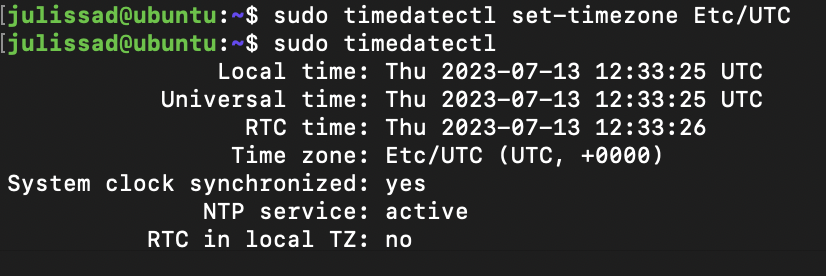 [julissad@ubuntu:~$ sudo timedatectl set-timezone Etc/UTC
[julissad@ubuntu:~$ sudo timedatectl
Local time: Thu 2023-07-13 12:33:25 UTC
Universal time: Thu 2023-07-13 12:33:25 UTC
RTC time: Thu 2023-07-13 12:33:26
Time zone: Etc/UTC (UTC, +0000)
System clock synchronized: yes
NTP service: active
RTC in local TZ: no